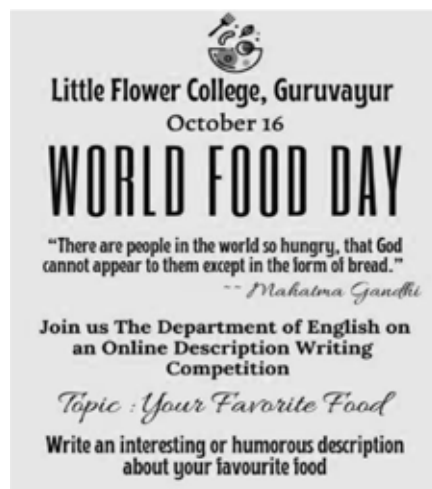 Little Flower College, Guruvayur
October 16
WORLD FOOD DAY
“There are people in the world so hungry, that God
cannot appear to them except in the form of bread.”
~~ Mahatma Gandhi
Join us The Department of English on
an Online Description Writing
Competition
Topic : Your Favorite Food
Write an interesting or humorous description
about your favourite food